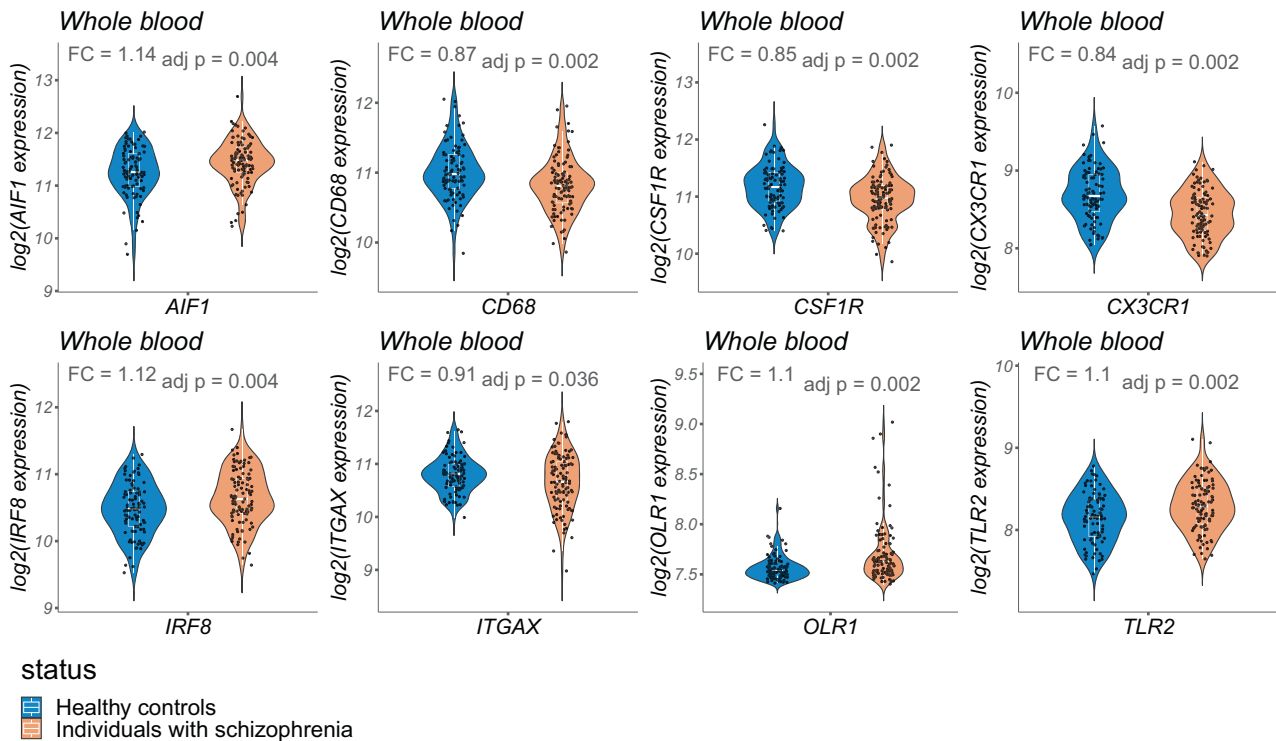 Whole blood
FC = 1.14 adj p = 0.004
log2(AIF1 expression)
13
12
11
10
9
AIF1
Whole blood
FC = 0.87 adj p = 0.002
log2(CD68 expression)
12
11
10
CD68
Whole blood
FC = 0.85 adj p = 0.002
log2(CSF1R expression)
13
12
11
10
CSF1R
Whole blood
FC = 0.84 adj p = 0.002
log2(CX3CR1 expression)
10
9
8
CX3CR1
Whole blood
FC = 1.12 adj p = 0.004
log2(IRF8 expression)
12
11
10
9
IRF8
Whole blood
FC = 0.91 adj p = 0.036
log2(ITGAX expression)
12
11
10
9
ITGAX
Whole blood
FC = 1.1 adj p = 0.002
log2(OLR1 expression)
9.5
9.0
8.5
8.0
7.5
OLR1
Whole blood
FC = 1.1 adj p = 0.002
log2(TLR2 expression)
10
9
8
TLR2
status
Healthy controls
Individuals with schizophrenia